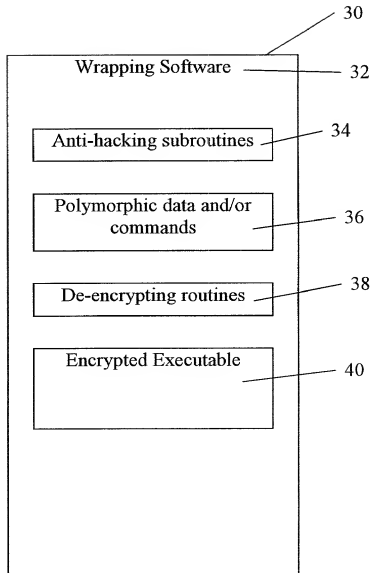 30
Wrapping Software
32
Anti-hacking subroutines
34
Polymorphic data and/or
commands
36
De-encrypting routines
38
Encrypted Executable
40